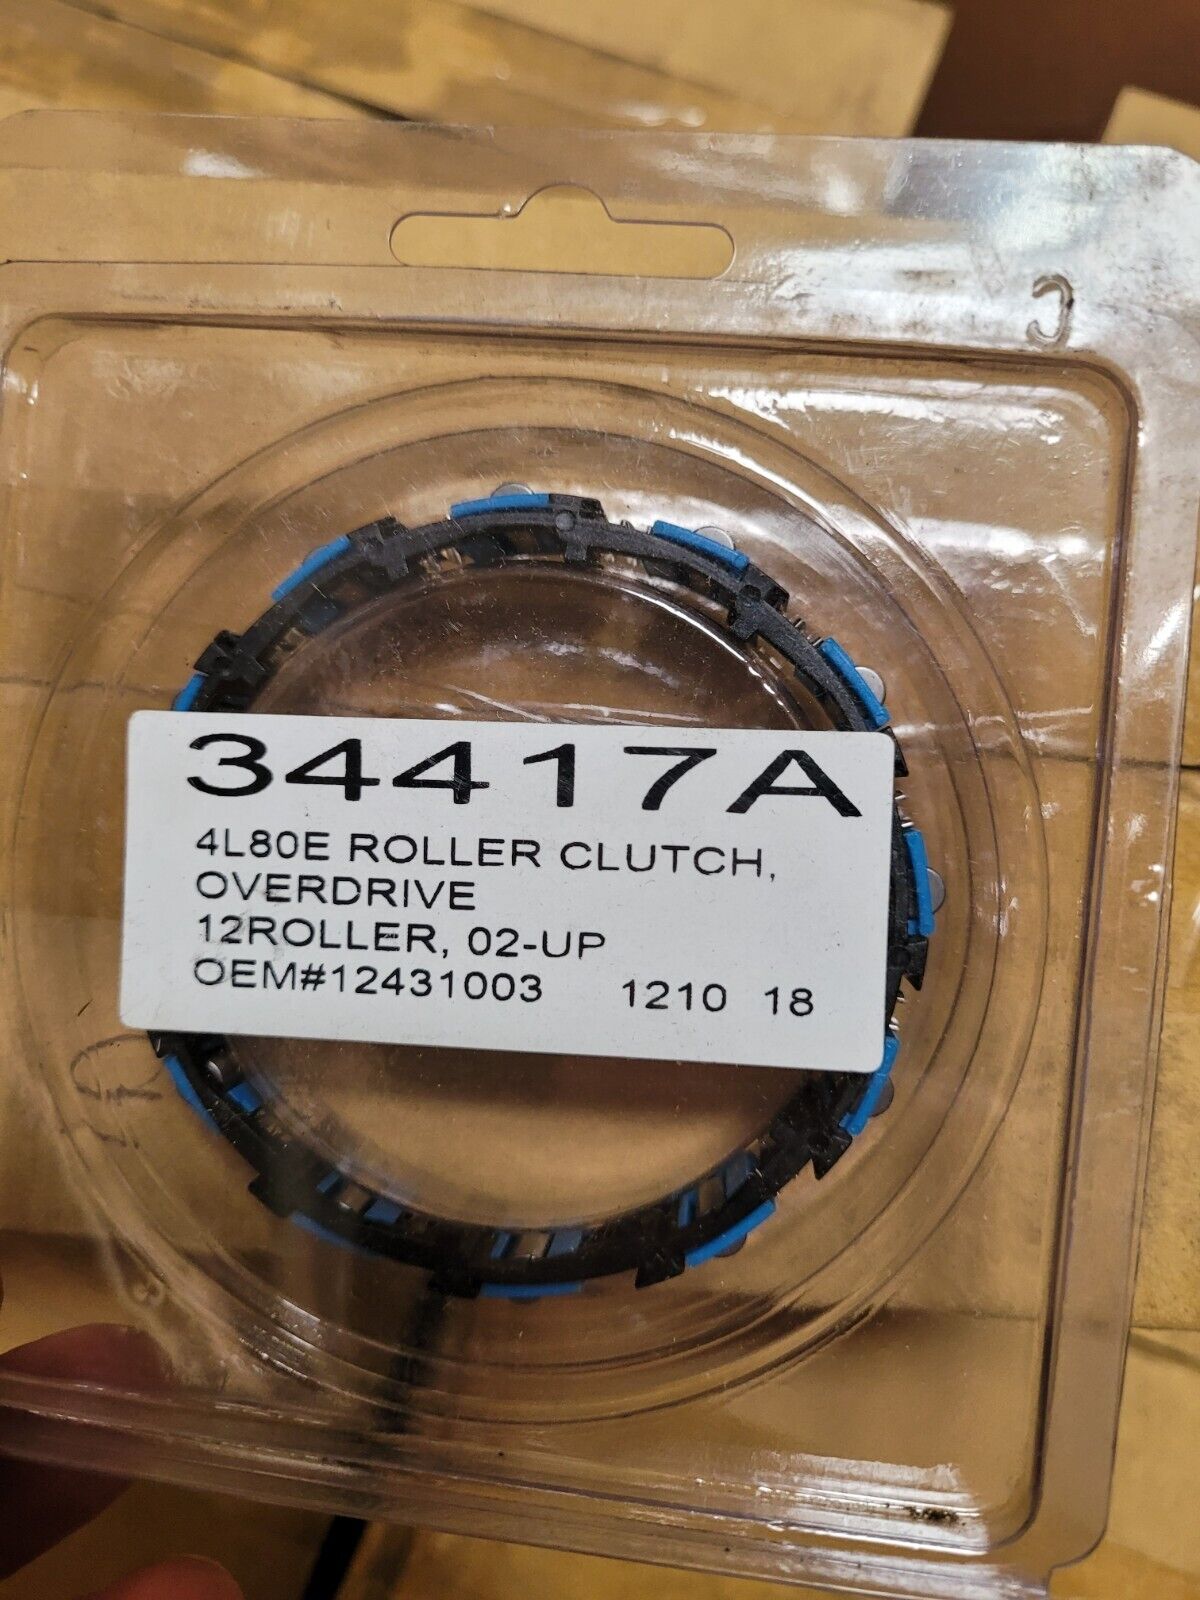 34417A
4L80E ROLLER CLUTCH,
OVERDRIVE
12ROLLER, 02-UP
OEM#12431003 1210 18